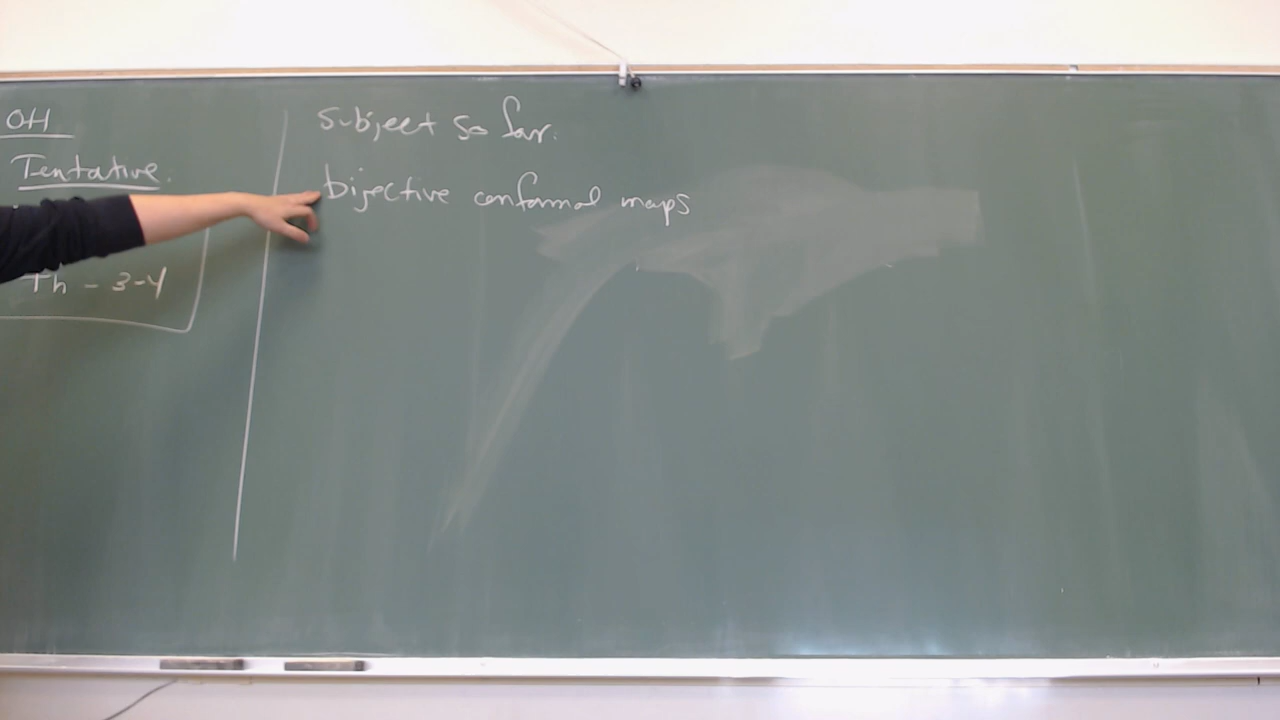 OH
Tentative.
Th - 3-4
subject so far.
bijective conformal maps